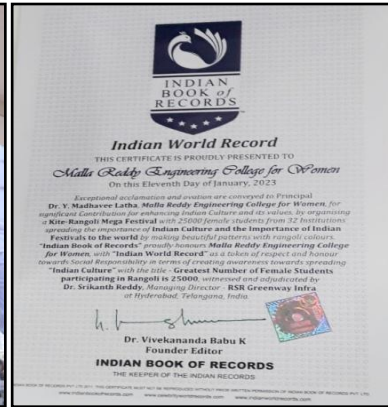 INDIAN
BOOK of
RECORDS
Indian World Record
THIS CERTIFICATE IS PROUDLY PRESENTED TO
Malla Reddy Engineering College for Women
On this Eleventh Day of January, 2023
Exceptional acclamation and ovation are conveyed to Principal
Dr. Y. Madhavee Latha, Malla Reddy Engineering College for Women, for
significant Contribution for enhancing Indian Culture and its values, by organising
a Kite-Rangoli Mega Festival with 25000 female students from 32 Institutions
spreading the importance of Indian Culture and the Importance of Indian
Festivals to the world by making beautiful patterns with rangoli colours.
"Indian Book of Records" proudly honours Malla Reddy Engineering College
for Women, with "Indian World Record" as a token of respect and honour
towards Social Responsibility in terms of creating awareness towards spreading
"Indian Culture" with the title - Greatest Number of Female Students
participating in Rangoli is 25000, witnessed and adjudicated by
Dr. Srikanth Reddy, Managing Director - RSR Greenway Infra
at Hyderabad, Telangana, India.
Dr. Vivekananda Babu K
Founder Editor
INDIAN BOOK OF RECORDS
THE KEEPER OF THE INDIAN RECORDS